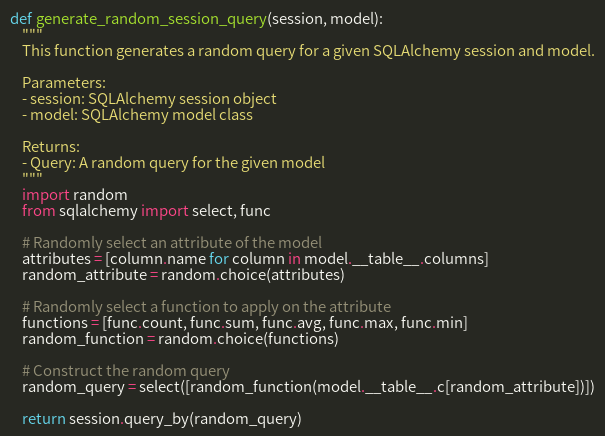 def generate_random_session_query(session, model):
"""
This function generates a random query for a given SQLAlchemy session and model.
Parameters:
- session: SQLAlchemy session object
- model: SQLAlchemy model class
Returns:
- Query: A random query for the given model
"""
import random
from sqlalchemy import select, func
# Randomly select an attribute of the model
attributes = [column.name for column in model.__table__.columns]
random_attribute = random.choice(attributes)
# Randomly select a function to apply on the attribute
functions = [func.count, func.sum, func.avg, func.max, func.min]
random_function = random.choice(functions)
# Construct the random query
random_query = select([random_function(model.__table__.c[random_attribute])])
return session.query_by(random_query)